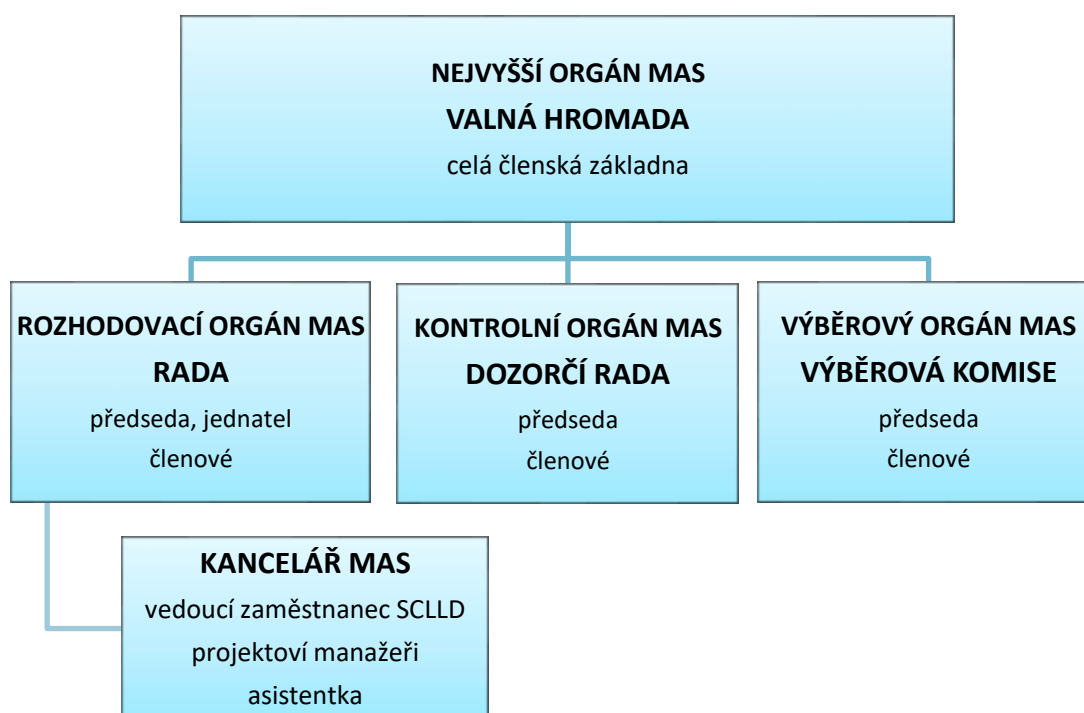 NEJVYŠŠÍ ORGÁN MAS
VALNÁ HROMADA
celá členská základna
ROZHODOVACÍ ORGÁN MAS
RADA
předseda, jednatel
členové
KONTROLNÍ ORGÁN MAS
DOZORČÍ RADA
předseda
členové
VÝBĚROVÝ ORGÁN MAS
VÝBĚROVÁ KOMISE
předseda
členové
KANCELÁŘ MAS
vedoucí zaměstnanec SCLLD
projektoví manažeři
asistentka